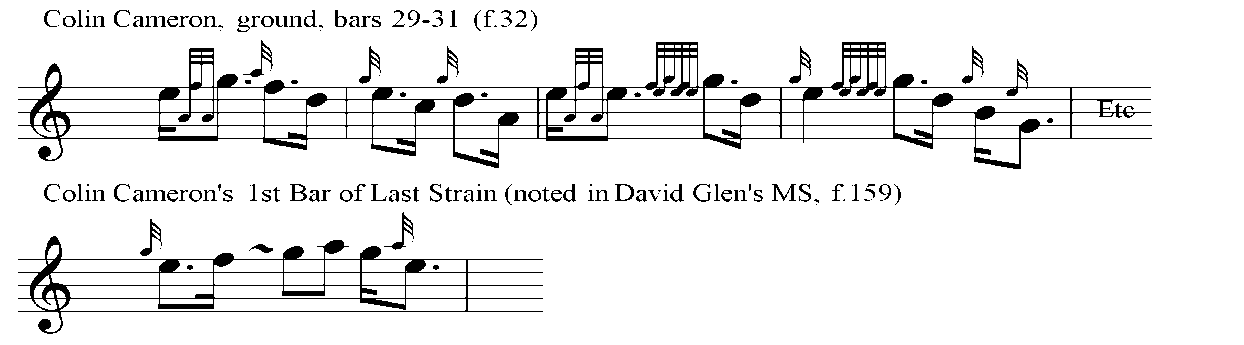 Colin Cameron, ground, bars 29-31 (f.32)
Etc
Colin Cameron's 1st Bar of Last Strain (noted in David Glen's MS, f.159)